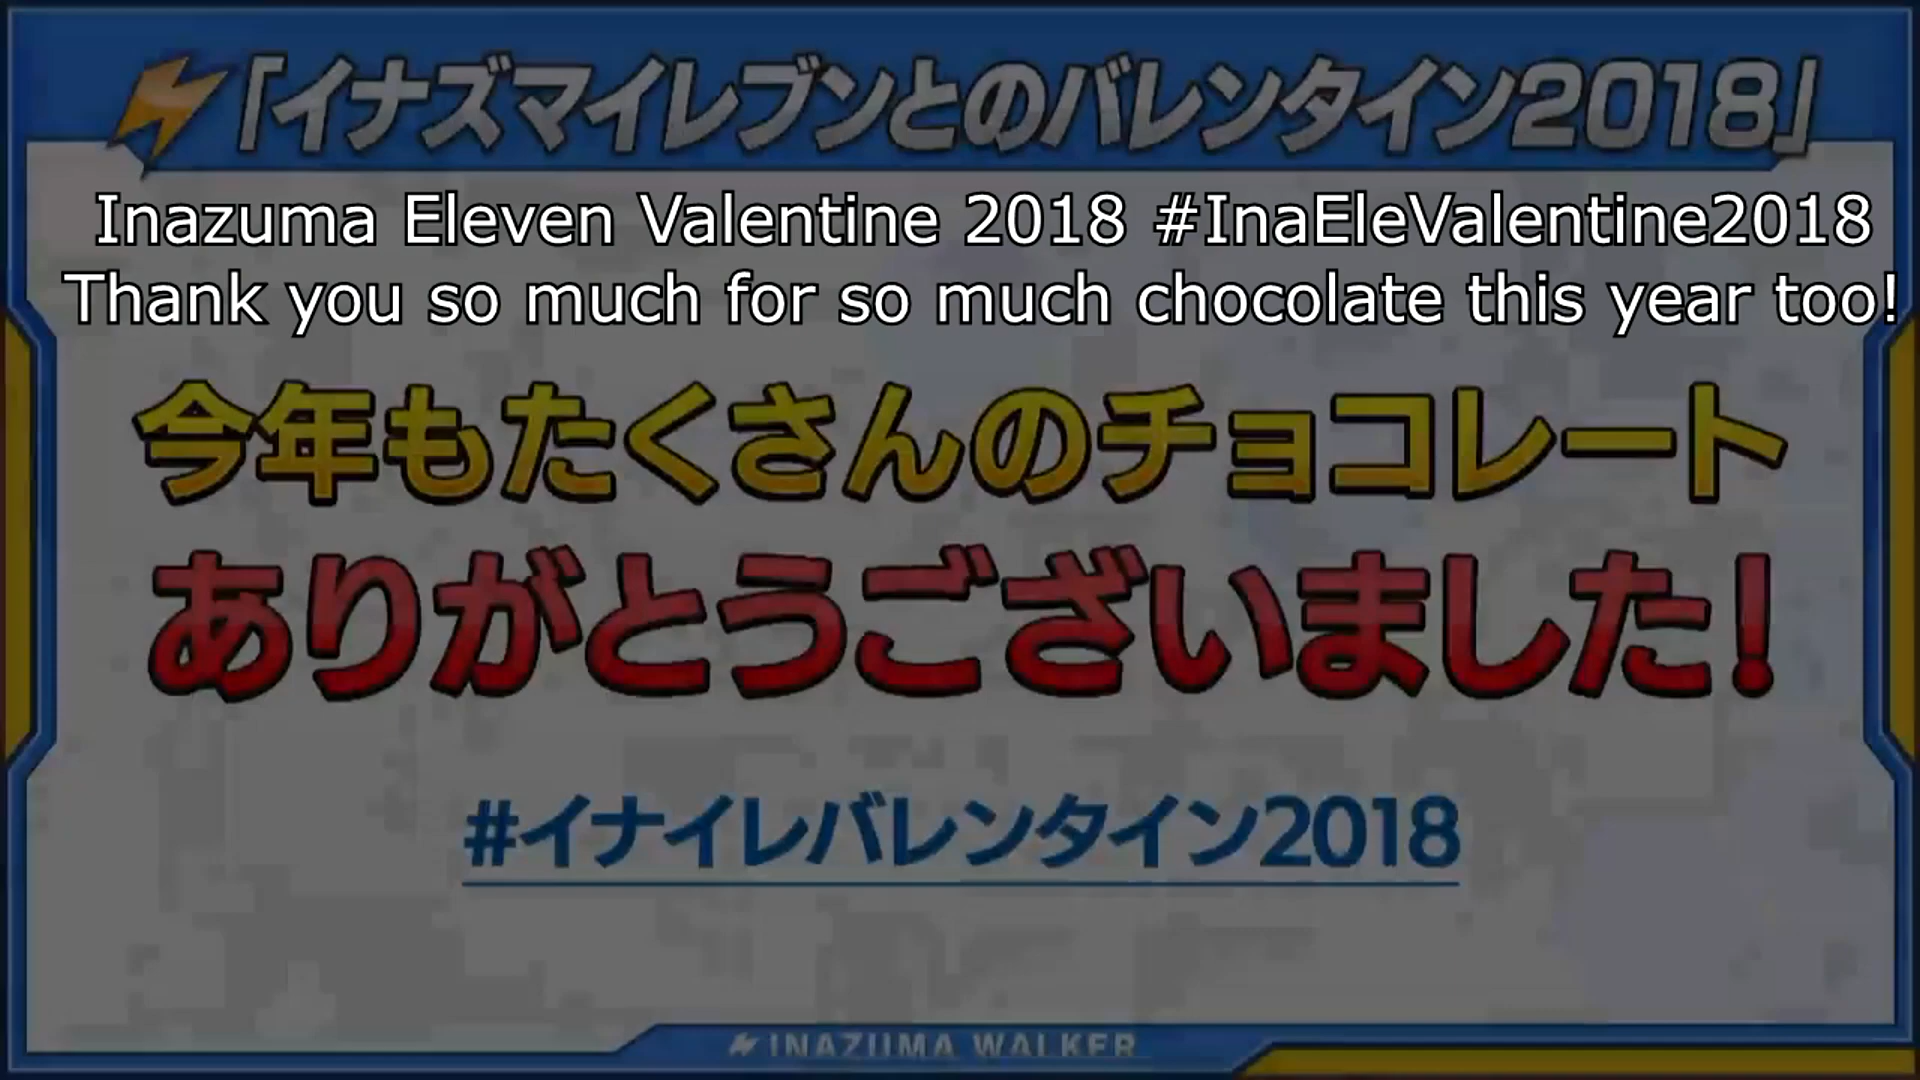 「イナズマイレブンとのバレンタイン2018」
Inazuma Eleven Valentine 2018 #InaEleValentine2018
Thank you so much for so much chocolate this year too!
今年もたくさんのチョコレート
ありがとうございました!
#イナイレバレンタイン2018
INAZUMA WALKER